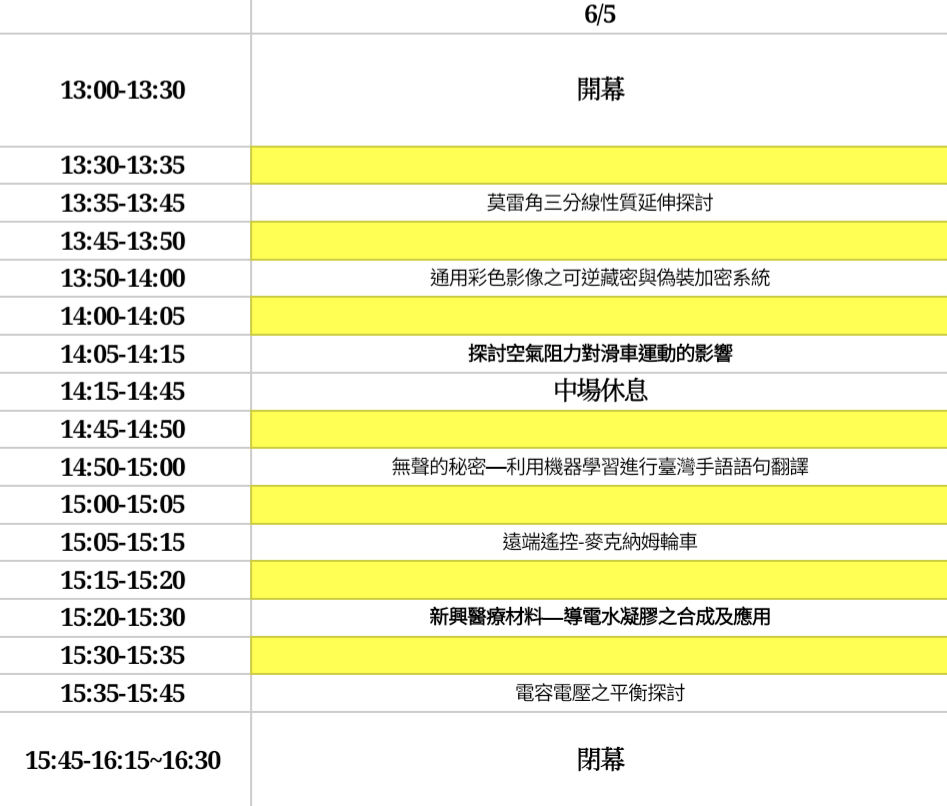 6/5
13:00-13:30 開幕
13:30-13:35
13:35-13:45 莫雷角三分線性質延伸探討
13:45-13:50
13:50-14:00 通用彩色影像之可逆藏密與偽裝加密系統
14:00-14:05
14:05-14:15 探討空氣阻力對滑車運動的影響
14:15-14:45 中場休息
14:45-14:50
14:50-15:00 無聲的秘密—利用機器學習進行臺灣手語語句翻譯
15:00-15:05
15:05-15:15 遠端遙控-麥克納姆輪車
15:15-15:20
15:20-15:30 新興醫療材料—導電水凝膠之合成及應用
15:30-15:35
15:35-15:45 電容電壓之平衡探討
15:45-16:15~16:30 閉幕